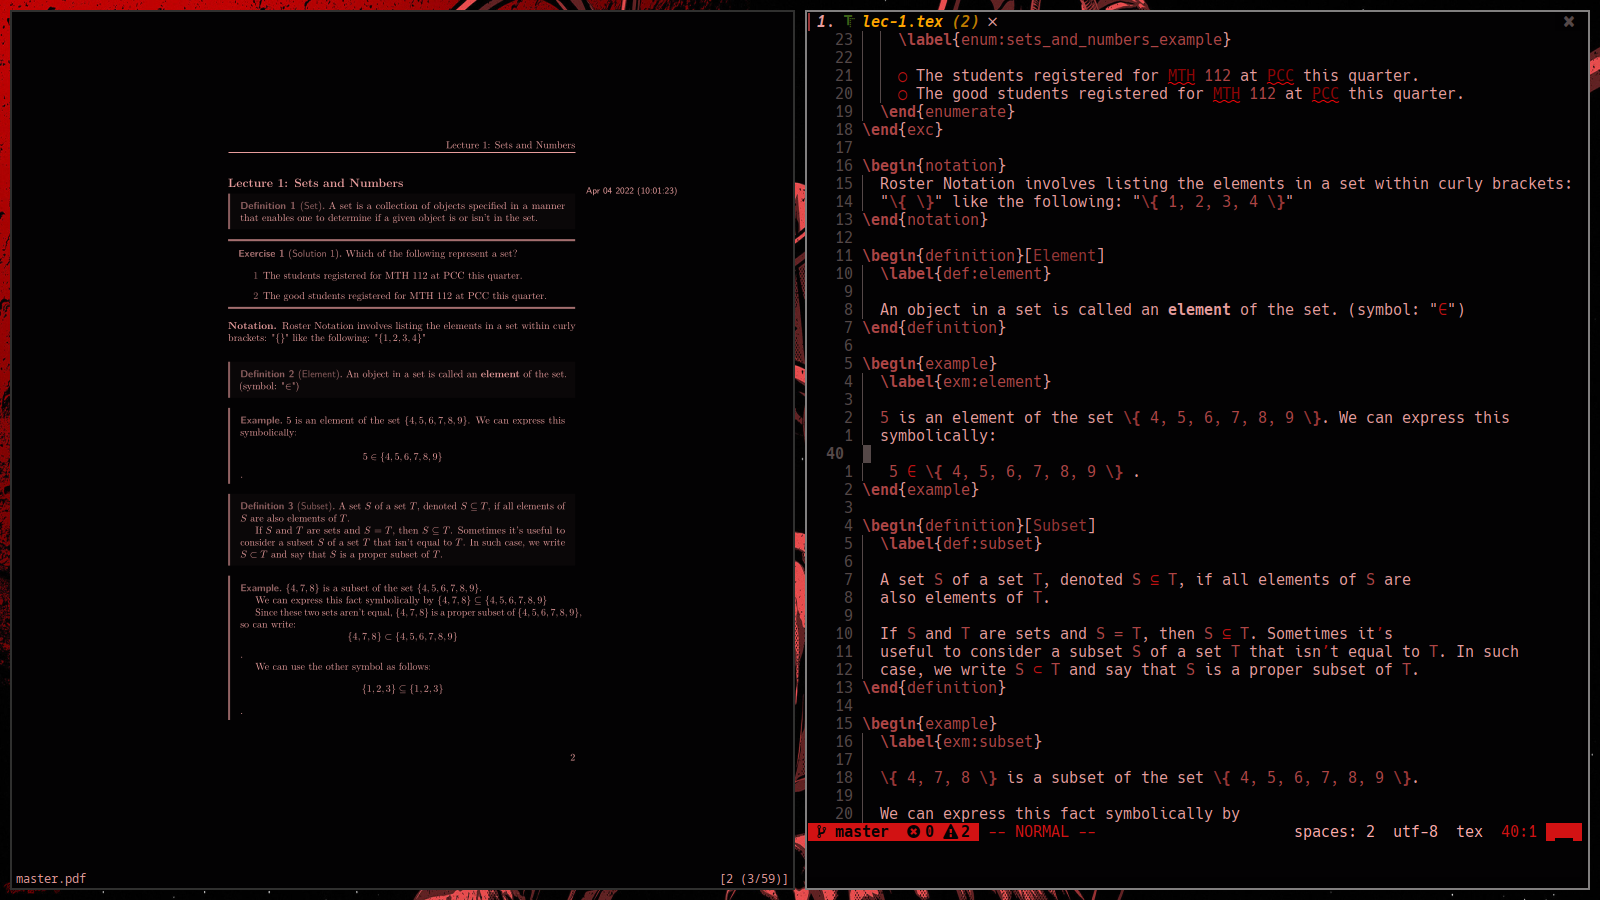 Lecture 1: Sets and Numbers
Lecture 1: Sets and Numbers
Apr 04 2022 (10:01:23)
Definition 1 (Set). A set is a collection of objects specified in a manner
that enables one to determine if a given object is or isn't in the set.
Exercise 1 (Solution 1). Which of the following represent a set?
1 The students registered for MTH 112 at PCC this quarter.
2 The good students registered for MTH 112 at PCC this quarter.
Notation. Roster Notation involves listing the elements in a set within curly
brackets: "{}" like the following: "{1, 2, 3, 4}"
Definition 2 (Element). An object in a set is called an element of the set.
(symbol: "∈")
Example. 5 is an element of the set {4, 5, 6, 7, 8, 9}. We can express this
symbolically:
5 ∈ {4, 5, 6, 7, 8, 9}
.
Definition 3 (Subset). A set S of a set T, denoted S ⊆ T, if all elements of
S are also elements of T.
If S and T are sets and S = T, then S ⊆ T. Sometimes it's useful to
consider a subset S of a set T that isn't equal to T. In such case, we write
S ⊂ T and say that S is a proper subset of T.
Example. {4, 7, 8} is a subset of the set {4, 5, 6, 7, 8, 9}.
We can express this fact symbolically by {4, 7, 8} ⊆ {4, 5, 6, 7, 8, 9}
Since these two sets aren't equal, {4, 7, 8} is a proper subset of {4, 5, 6, 7, 8, 9},
so can write:
{4, 7, 8} ⊂ {4, 5, 6, 7, 8, 9}
.
We can use the other symbol as follows:
{1, 2, 3} ⊆ {1, 2, 3}
.
2
master.pdf [2 (3/59)]
1. lec-1.tex (2) ×
23 \label{enum:sets_and_numbers_example}
22
21 ○ The students registered for MTH 112 at PCC this quarter.
20 ○ The good students registered for MTH 112 at PCC this quarter.
19 \end{enumerate}
18 \end{exc}
17
16 \begin{notation}
15 Roster Notation involves listing the elements in a set within curly brackets:
14 "\{ \}" like the following: "\{ 1, 2, 3, 4 \}"
13 \end{notation}
12
11 \begin{definition}[Element]
10 \label{def:element}
9
8 An object in a set is called an element of the set. (symbol: "∈")
7 \end{definition}
6
5 \begin{example}
4 \label{exm:element}
3
2 5 is an element of the set \{ 4, 5, 6, 7, 8, 9 \}. We can express this
1 symbolically:
40
1 5 ∈ \{ 4, 5, 6, 7, 8, 9 \} .
2 \end{example}
3
4 \begin{definition}[Subset]
5 \label{def:subset}
6
7 A set S of a set T, denoted S ⊆ T, if all elements of S are
8 also elements of T.
9
10 If S and T are sets and S = T, then S ⊆ T. Sometimes it's
11 useful to consider a subset S of a set T that isn't equal to T. In such
12 case, we write S ⊂ T and say that S is a proper subset of T.
13 \end{definition}
14
15 \begin{example}
16 \label{exm:subset}
17
18 \{ 4, 7, 8 \} is a subset of the set \{ 4, 5, 6, 7, 8, 9 \}.
19
20 We can express this fact symbolically by
master 0 2 -- NORMAL -- spaces: 2 utf-8 tex 40:1